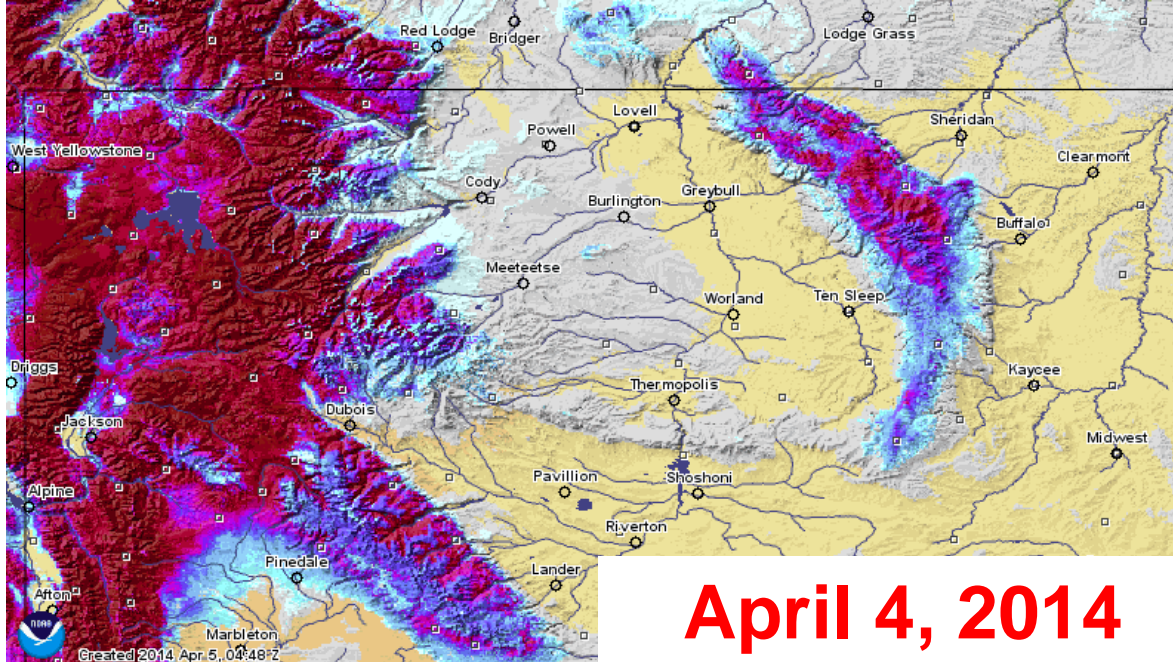 Red Lodge
Bridger
Lodge Grass
Lovell
Sheridan
Powell
West Yellowstone
Clearmont
Cody
Greybull
Burlington
Buffalo
Meeteetse
Worland
Ten Sleep
Driggs
Kaycee
Thermopolis
Dubois
Jackson
Midwest
Pavillion
Shoshoni
Alpine
Riverton
Pinedale
Lander
Afton
NOAA
Marbleton
Created 2014 Apr 5, 04:48 Z
April 4, 2014